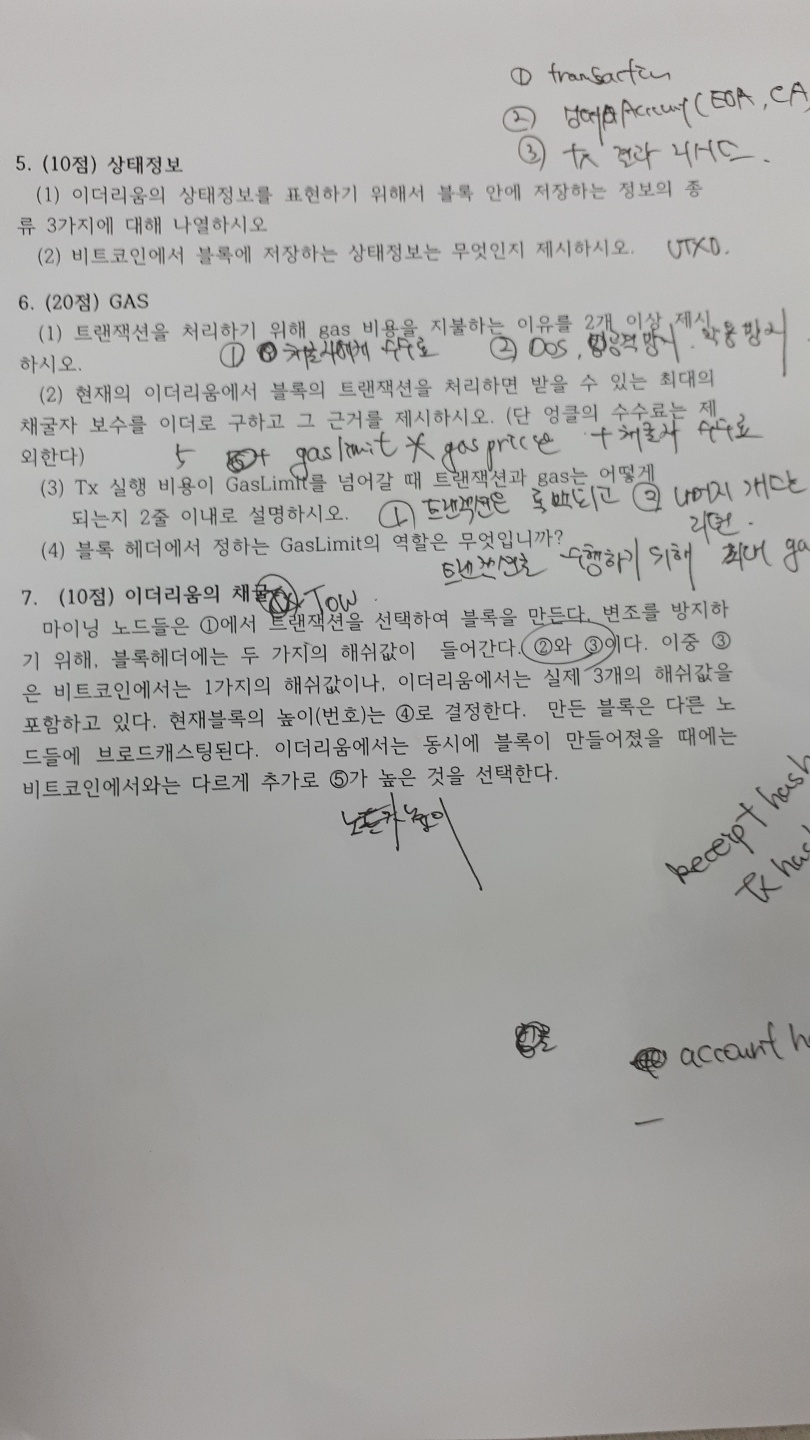 ① transaction
② Account (EOA, CA)
③ tx 결과
5. (10점) 상태정보
(1) 이더리움의 상태정보를 표현하기 위해서 블록 안에 저장하는 정보의 종
류 3가지에 대해 나열하시오
(2) 비트코인에서 블록에 저장하는 상태정보는 무엇인지 제시하시오. UTXO.
6. (20점) GAS
(1) 트랜잭션을 처리하기 위해 gas 비용을 지불하는 이유를 2개 이상 제시
하시오. ① 채굴자에게 수수료 ② DOS, 방지. 악용 방지
(2) 현재의 이더리움에서 블록의 트랜잭션을 처리하면 받을 수 있는 최대의
채굴자 보수를 이더로 구하고 그 근거를 제시하시오. (단 엉클의 수수료는 제
외한다) 5 + gaslimit * gasprice + 채굴자 수수료
(3) Tx 실행 비용이 GasLimit를 넘어갈 때 트랜잭션과 gas는 어떻게
되는지 2줄 이내로 설명하시오. ① 트랜잭션은 롤백되고 ② 나머지 개스는
리턴.
(4) 블록 헤더에서 정하는 GasLimit의 역할은 무엇입니까?
트랜잭션을 수행하기 위해 최대 ga
7. (10점) 이더리움의 채굴
마이닝 노드들은 ①에서 트랜잭션을 선택하여 블록을 만든다. 변조를 방지하
기 위해, 블록헤더에는 두 가지의 해쉬값이 들어간다. ②와 ③이다. 이중 ③
은 비트코인에서는 1가지의 해쉬값이나, 이더리움에서는 실제 3개의 해쉬값을
포함하고 있다. 현재블록의 높이(번호)는 ④로 결정한다. 만든 블록은 다른 노
드들에 브로드캐스팅된다. 이더리움에서는 동시에 블록이 만들어졌을 때에는
비트코인에서와는 다르게 추가로 ⑤가 높은 것을 선택한다.
receipt hash
tx hash
account h